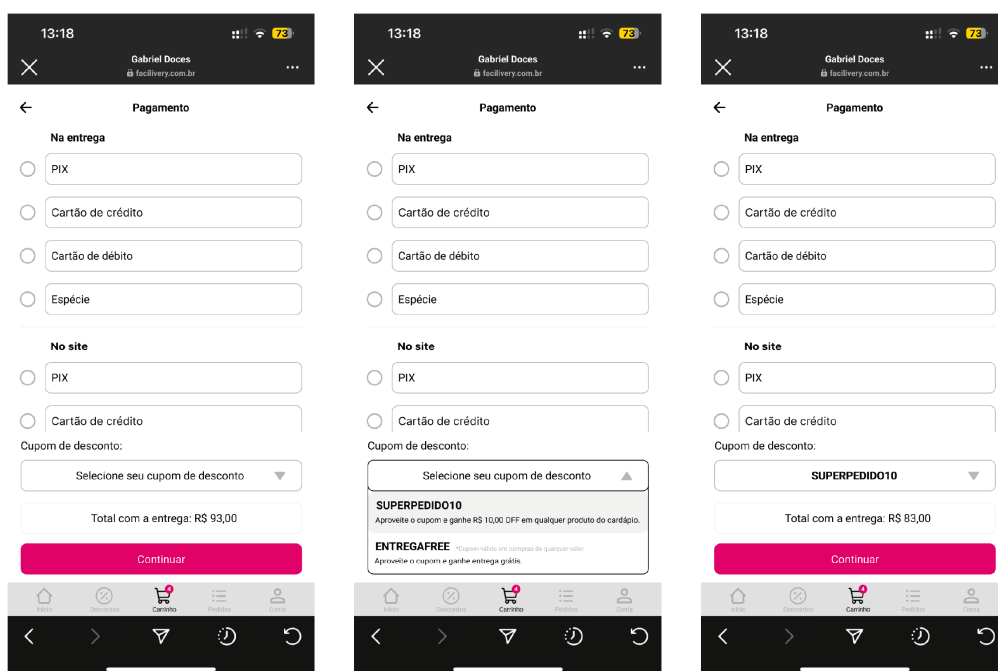 13:18
73
Gabriel Doces
facilivery.com.br
Pagamento
Na entrega
PIX
Cartão de crédito
Cartão de débito
Espécie
No site
PIX
Cartão de crédito
Cupom de desconto:
Selecione seu cupom de desconto
Total com a entrega: R$ 93,00
Continuar
4
Início
Descontos
Carrinho
Pedidos
Conta
13:18
73
Gabriel Doces
facilivery.com.br
Pagamento
Na entrega
PIX
Cartão de crédito
Cartão de débito
Espécie
No site
PIX
Cartão de crédito
Cupom de desconto:
Selecione seu cupom de desconto
SUPERPEDIDO10
Aproveite o cupom e ganhe R$ 10,00 OFF em qualquer produto do cardápio.
ENTREGAFREE *Cupom válido em compras de qualquer valor.
Aproveite o cupom e ganhe entrega grátis.
4
Início
Descontos
Carrinho
Pedidos
Conta
13:18
73
Gabriel Doces
facilivery.com.br
Pagamento
Na entrega
PIX
Cartão de crédito
Cartão de débito
Espécie
No site
PIX
Cartão de crédito
Cupom de desconto:
SUPERPEDIDO10
Total com a entrega: R$ 83,00
Continuar
4
Início
Descontos
Carrinho
Pedidos
Conta